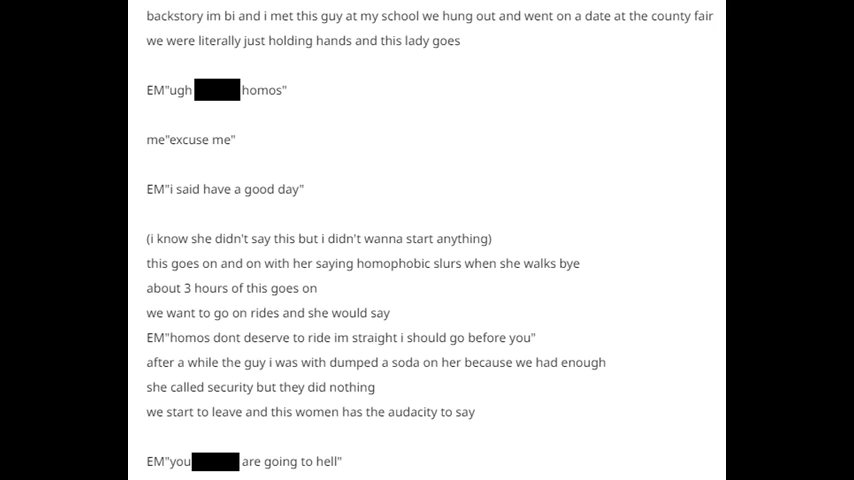 backstory im bi and i met this guy at my school we hung out and went on a date at the county fair
we were literally just holding hands and this lady goes
EM"ugh homos"
me"excuse me"
EM"i said have a good day"
(i know she didn't say this but i didn't wanna start anything)
this goes on and on with her saying homophobic slurs when she walks bye
about 3 hours of this goes on
we want to go on rides and she would say
EM"homos dont deserve to ride im straight i should go before you"
after a while the guy i was with dumped a soda on her because we had enough
she called security but they did nothing
we start to leave and this women has the audacity to say
EM"you are going to hell"